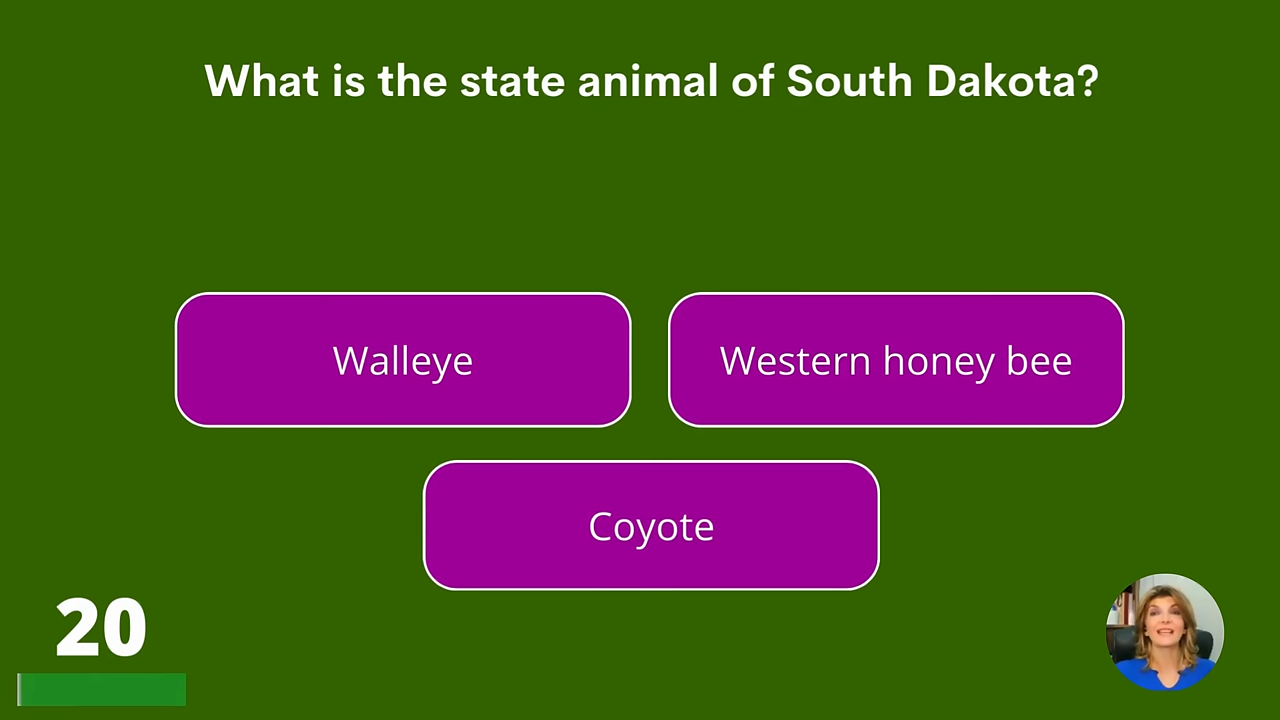 What is the state animal of South Dakota?
Walleye
Western honey bee
Coyote
20